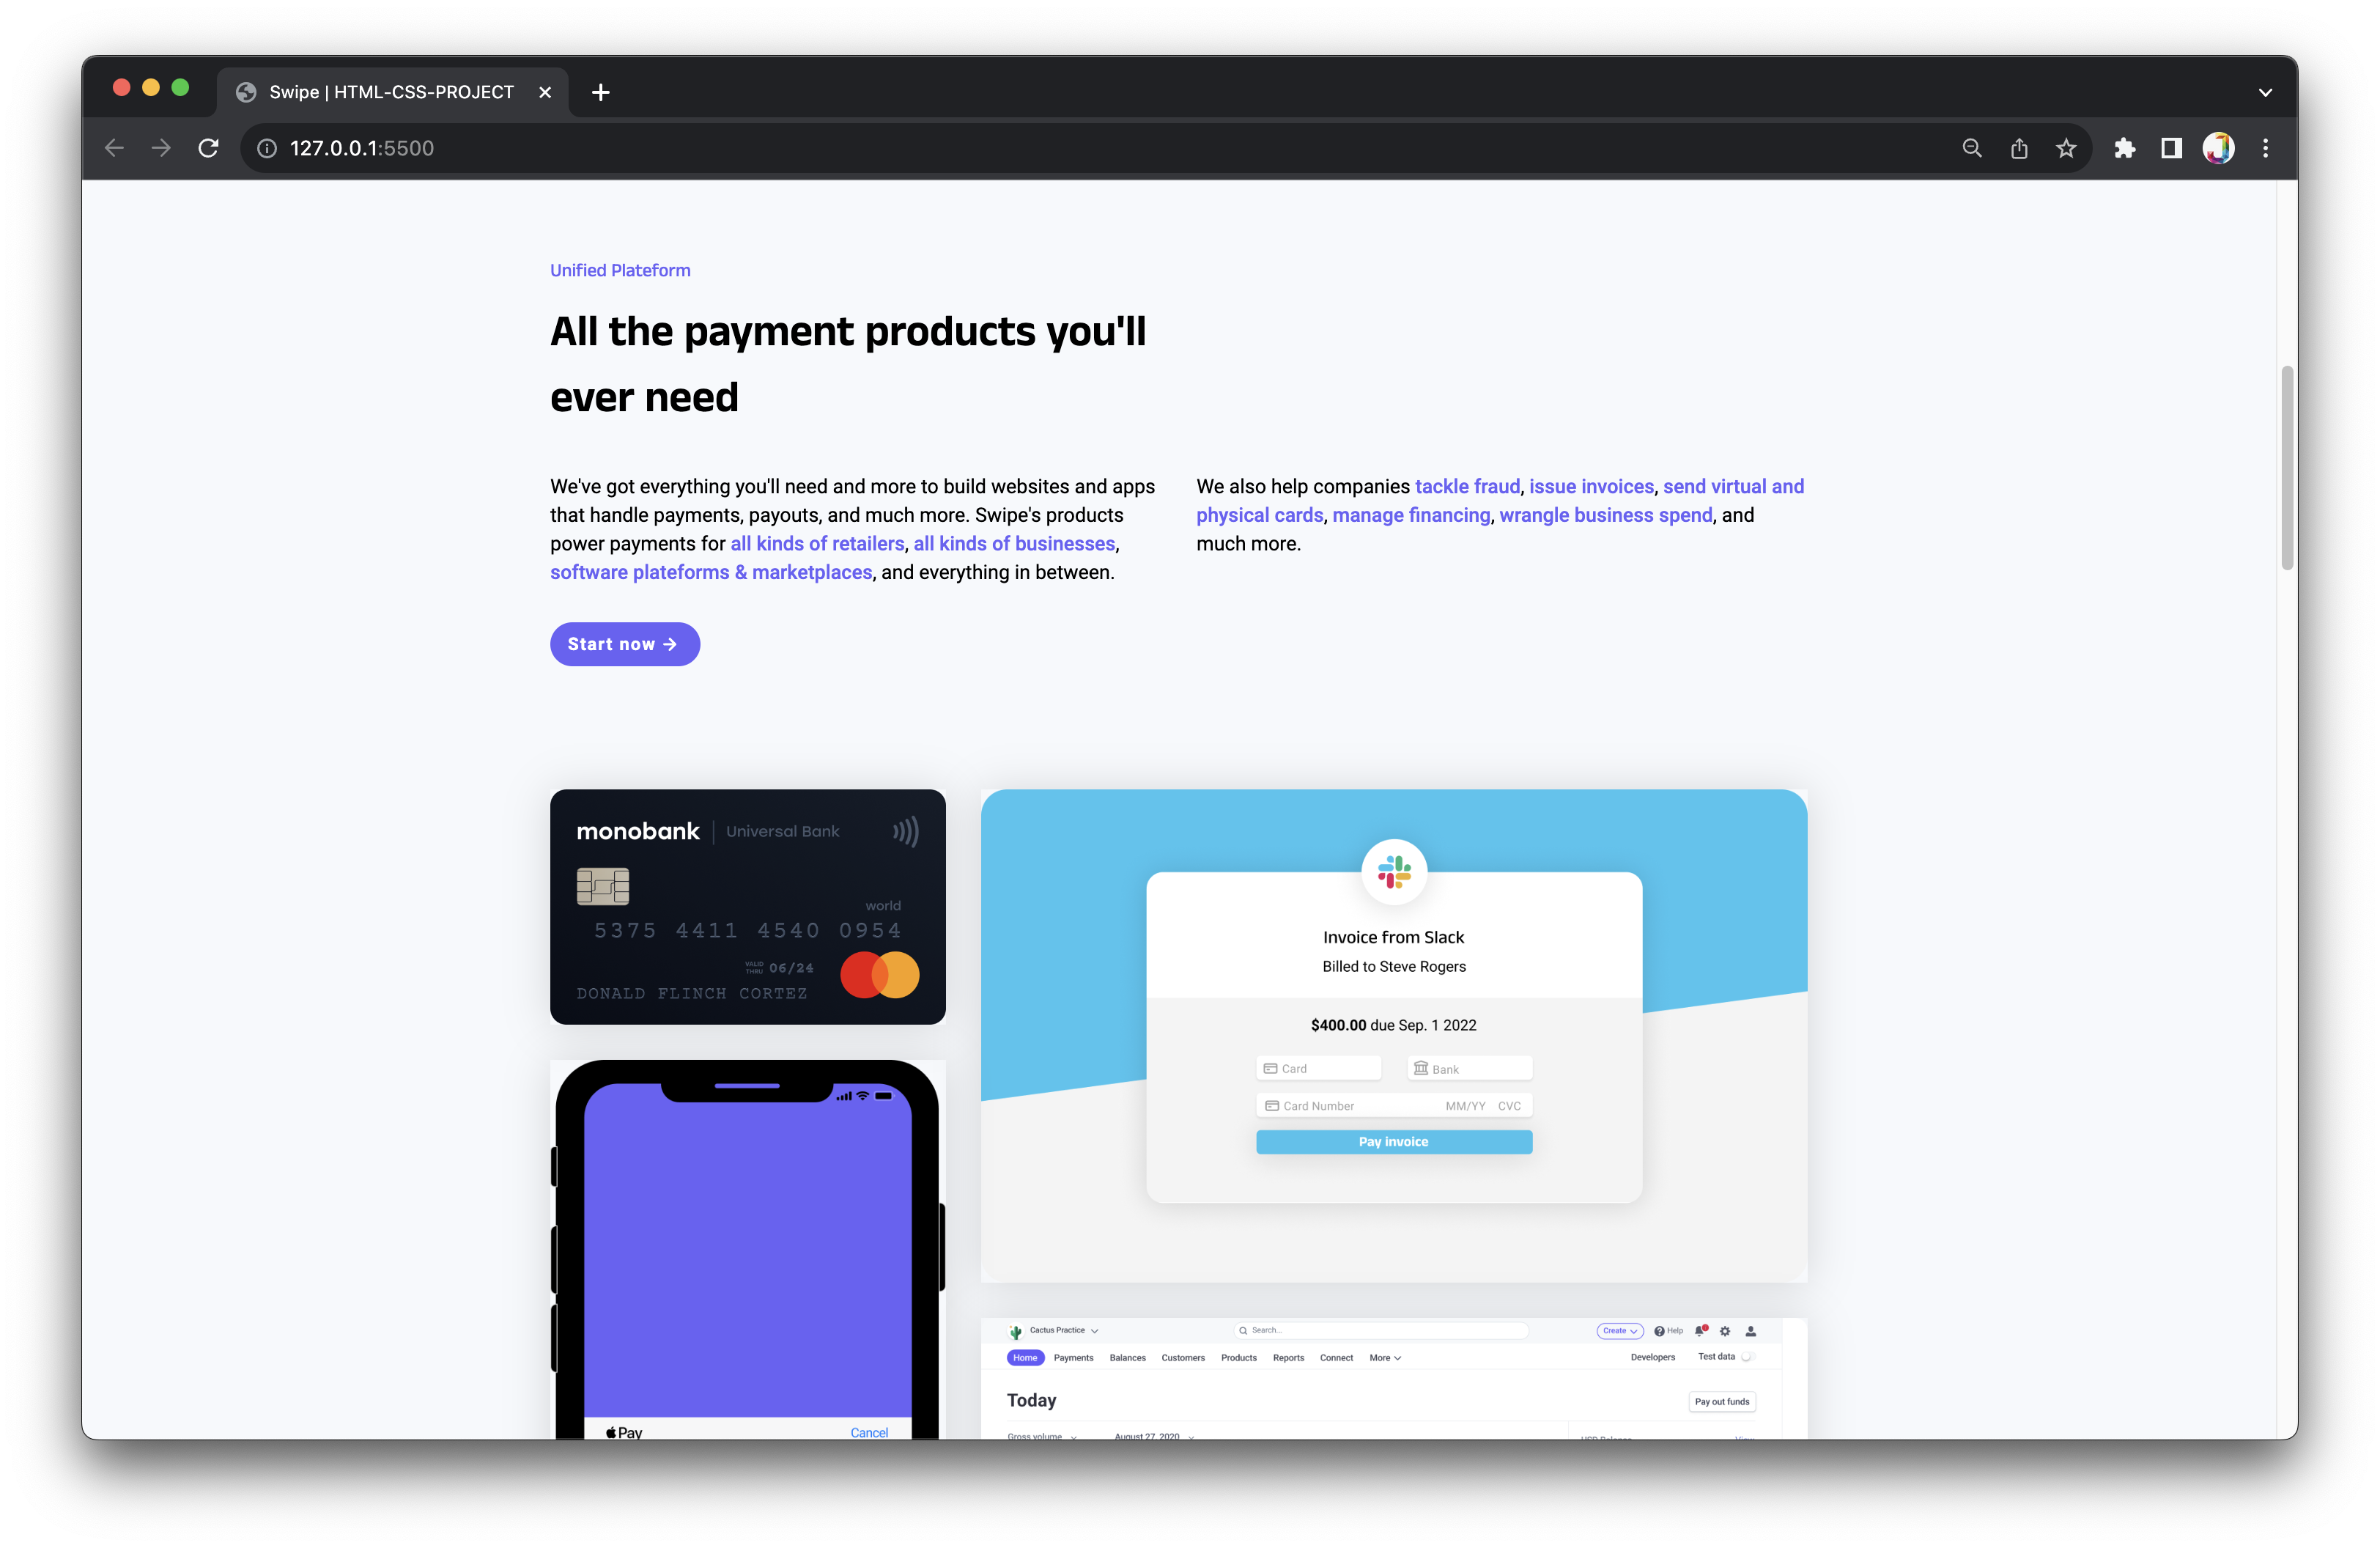 Swipe | HTML-CSS-PROJECT
127.0.0.1:5500
Unified Plateform
All the payment products you'll
ever need
We've got everything you'll need and more to build websites and apps
that handle payments, payouts, and much more. Swipe's products
power payments for all kinds of retailers, all kinds of businesses,
software plateforms & marketplaces, and everything in between.
We also help companies tackle fraud, issue invoices, send virtual and
physical cards, manage financing, wrangle business spend, and
much more.
Start now →
monobank | Universal Bank
world
5375 4411 4540 0954
VALID
THRU 06/24
DONALD FLINCH CORTEZ
Invoice from Slack
Billed to Steve Rogers
$400.00 due Sep. 1 2022
Card Bank
Card Number MM/YY CVC
Pay invoice
Pay Cancel
Cactus Practice Search... Create Help
Home Payments Balances Customers Products Reports Connect More Developers Test data
Today Pay out funds
Gross volume August 27, 2020 USD Balance View